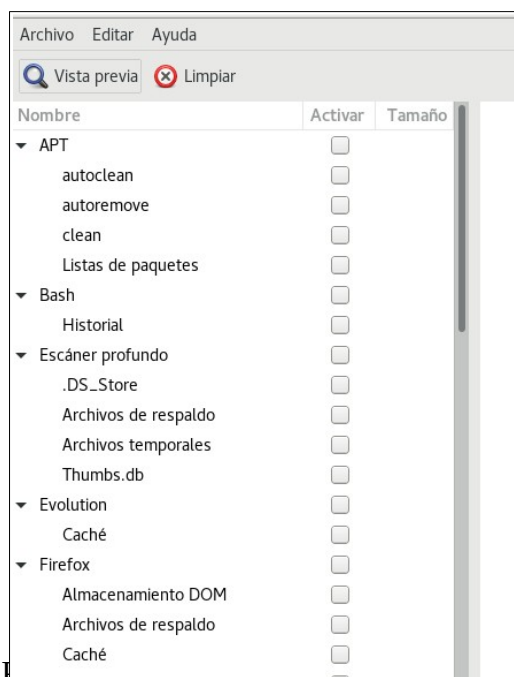 Archivo Editar Ayuda
Vista previa Limpiar
Nombre Activar Tamaño
APT
autoclean
autoremove
clean
Listas de paquetes
Bash
Historial
Escáner profundo
.DS_Store
Archivos de respaldo
Archivos temporales
Thumbs.db
Evolution
Caché
Firefox
Almacenamiento DOM
Archivos de respaldo
Caché